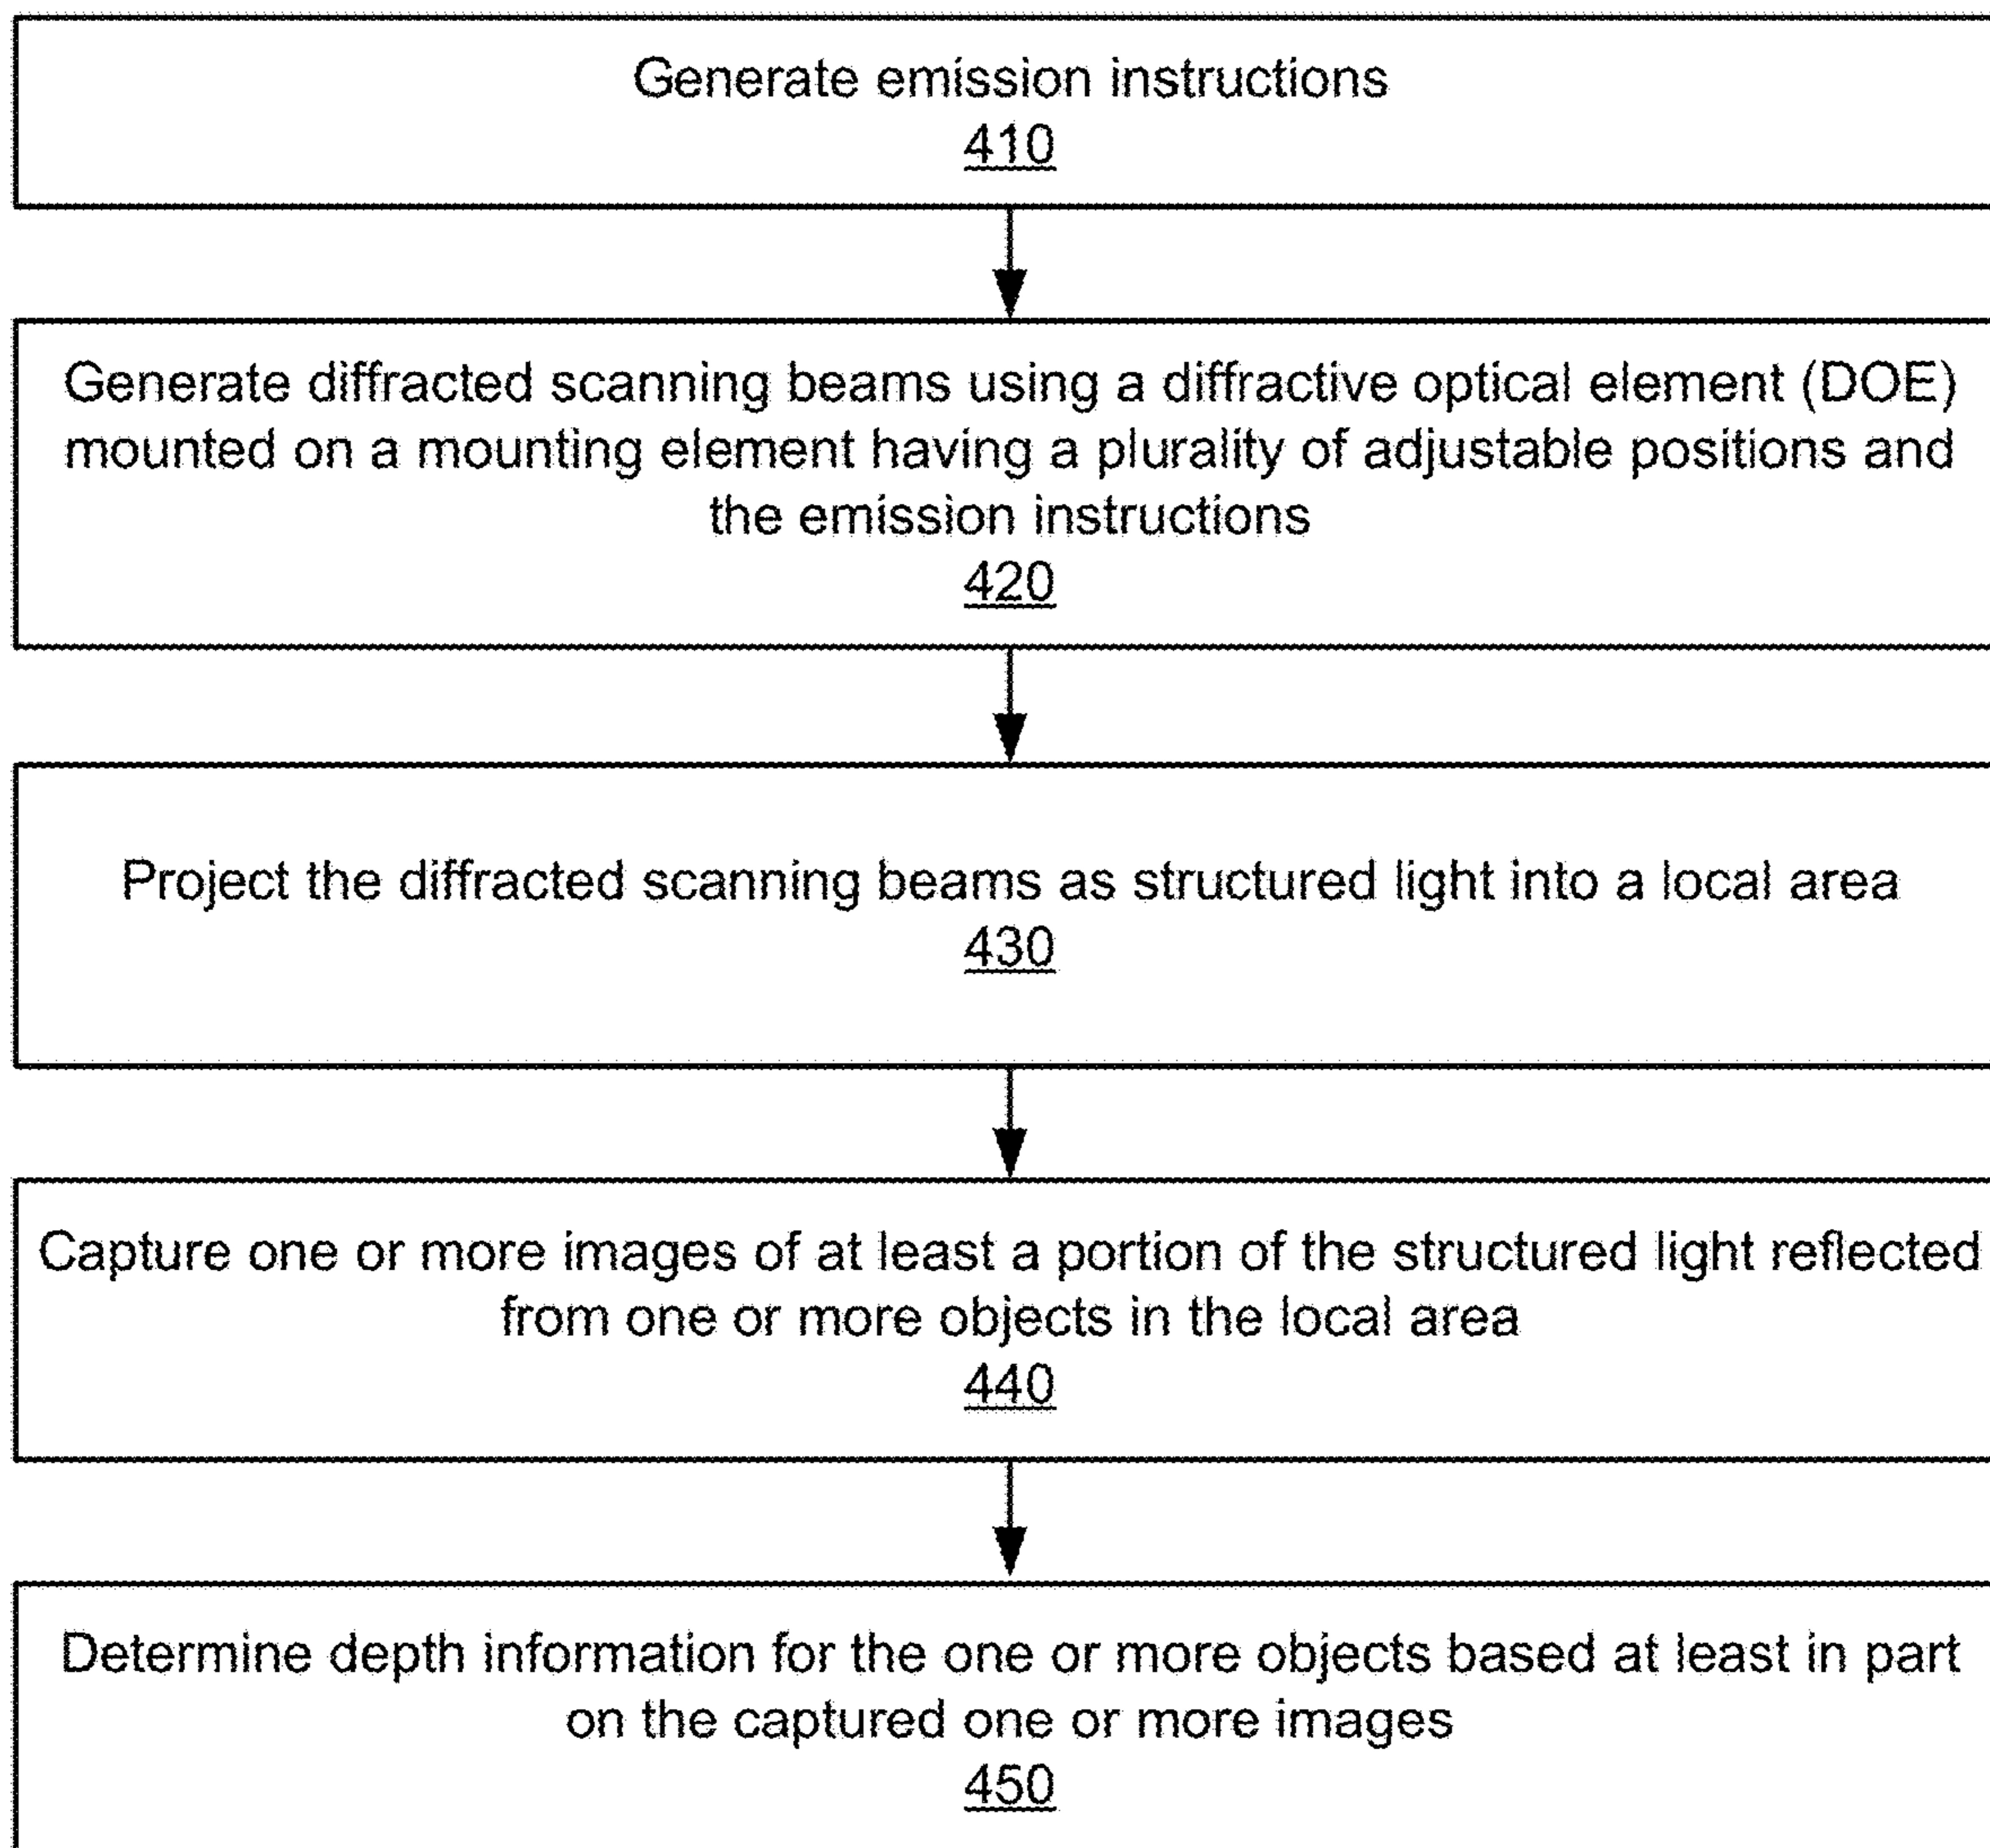 Generate emission instructions
410
Generate diffracted scanning beams using a diffractive optical element (DOE)
mounted on a mounting element having a plurality of adjustable positions and
the emission instructions
420
Project the diffracted scanning beams as structured light into a local area
430
Capture one or more images of at least a portion of the structured light reflected
from one or more objects in the local area
440
Determine depth information for the one or more objects based at least in part
on the captured one or more images
450